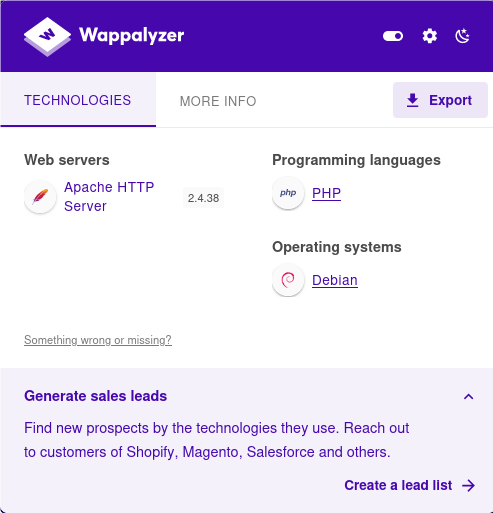 Wappalyzer
TECHNOLOGIES
MORE INFO
Export
Web servers
Apache HTTP
Server
2.4.38
Programming languages
php
PHP
Operating systems
Debian
Something wrong or missing?
Generate sales leads
Find new prospects by the technologies they use. Reach out
to customers of Shopify, Magento, Salesforce and others.
Create a lead list